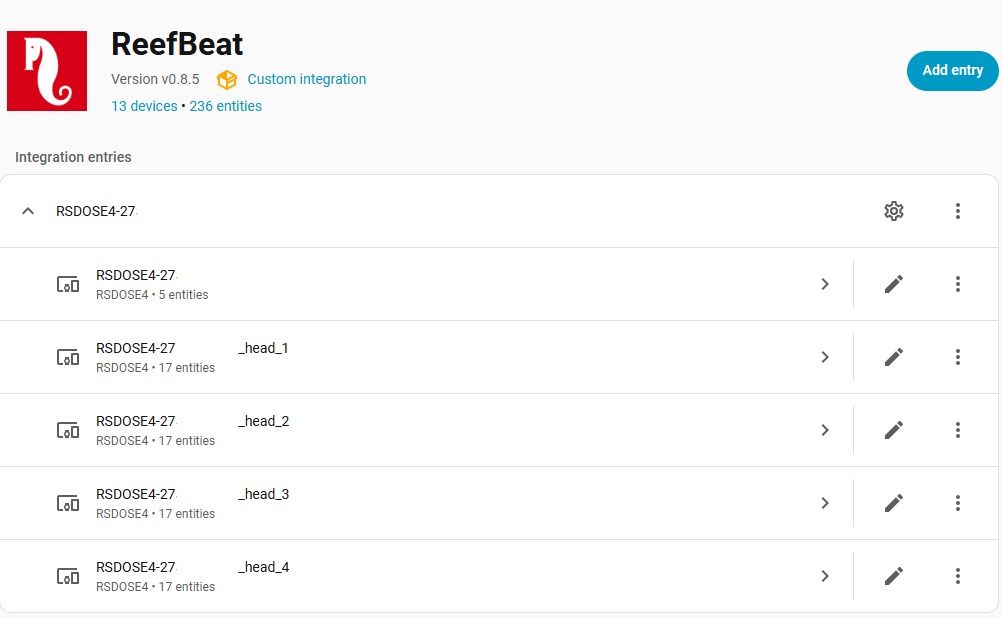 ReefBeat
Version v0.8.5 Custom integration
13 devices • 236 entities
Add entry
Integration entries
RSDOSE4-27
RSDOSE4-27
RSDOSE4 • 5 entities
RSDOSE4-27 _head_1
RSDOSE4 • 17 entities
RSDOSE4-27 _head_2
RSDOSE4 • 17 entities
RSDOSE4-27 _head_3
RSDOSE4 • 17 entities
RSDOSE4-27 _head_4
RSDOSE4 • 17 entities